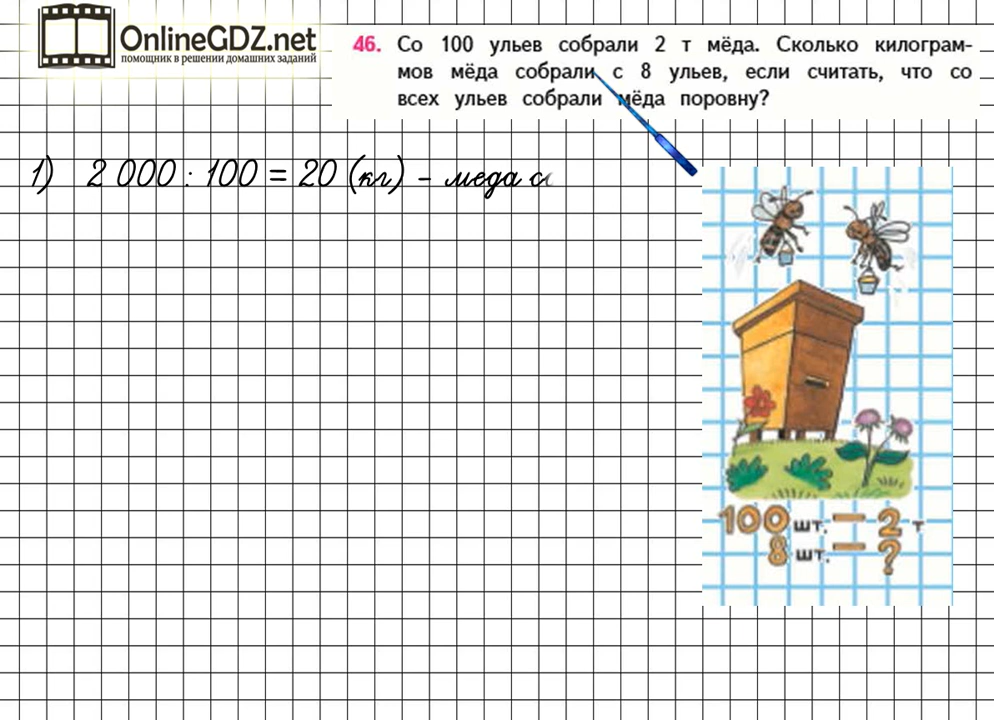 OnlineGDZ.net
помощник в решении домашних заданий
46. Со 100 ульев собрали 2 т мёда. Сколько килограм-
мов мёда собрали с 8 ульев, если считать, что со
всех ульев собрали мёда поровну?
1) 2 000 : 100 = 20 (кг) – меда с
100 шт. – 2 т
8 шт. – ?